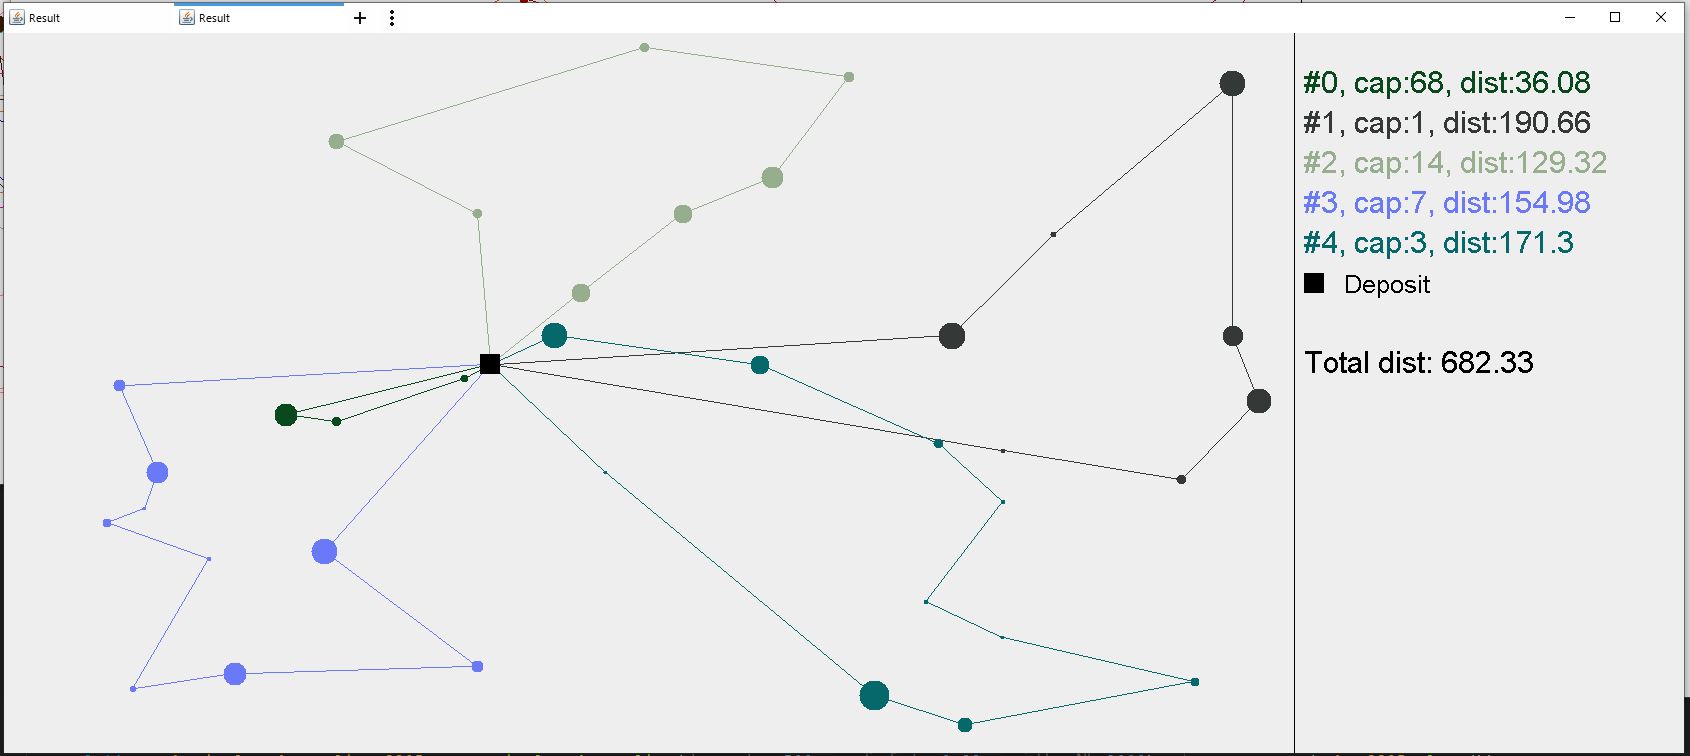 Result
Result
#0, cap:68, dist:36.08
#1, cap:1, dist:190.66
#2, cap:14, dist:129.32
#3, cap:7, dist:154.98
#4, cap:3, dist:171.3
Deposit
Total dist: 682.33